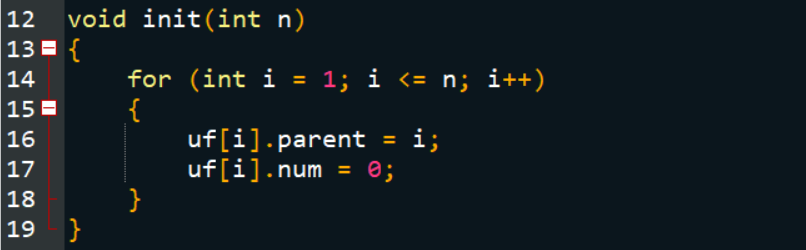 12 void init(int n)
13 {
14     for (int i = 1; i <= n; i++)
15     {
16         uf[i].parent = i;
17         uf[i].num = 0;
18     }
19 }